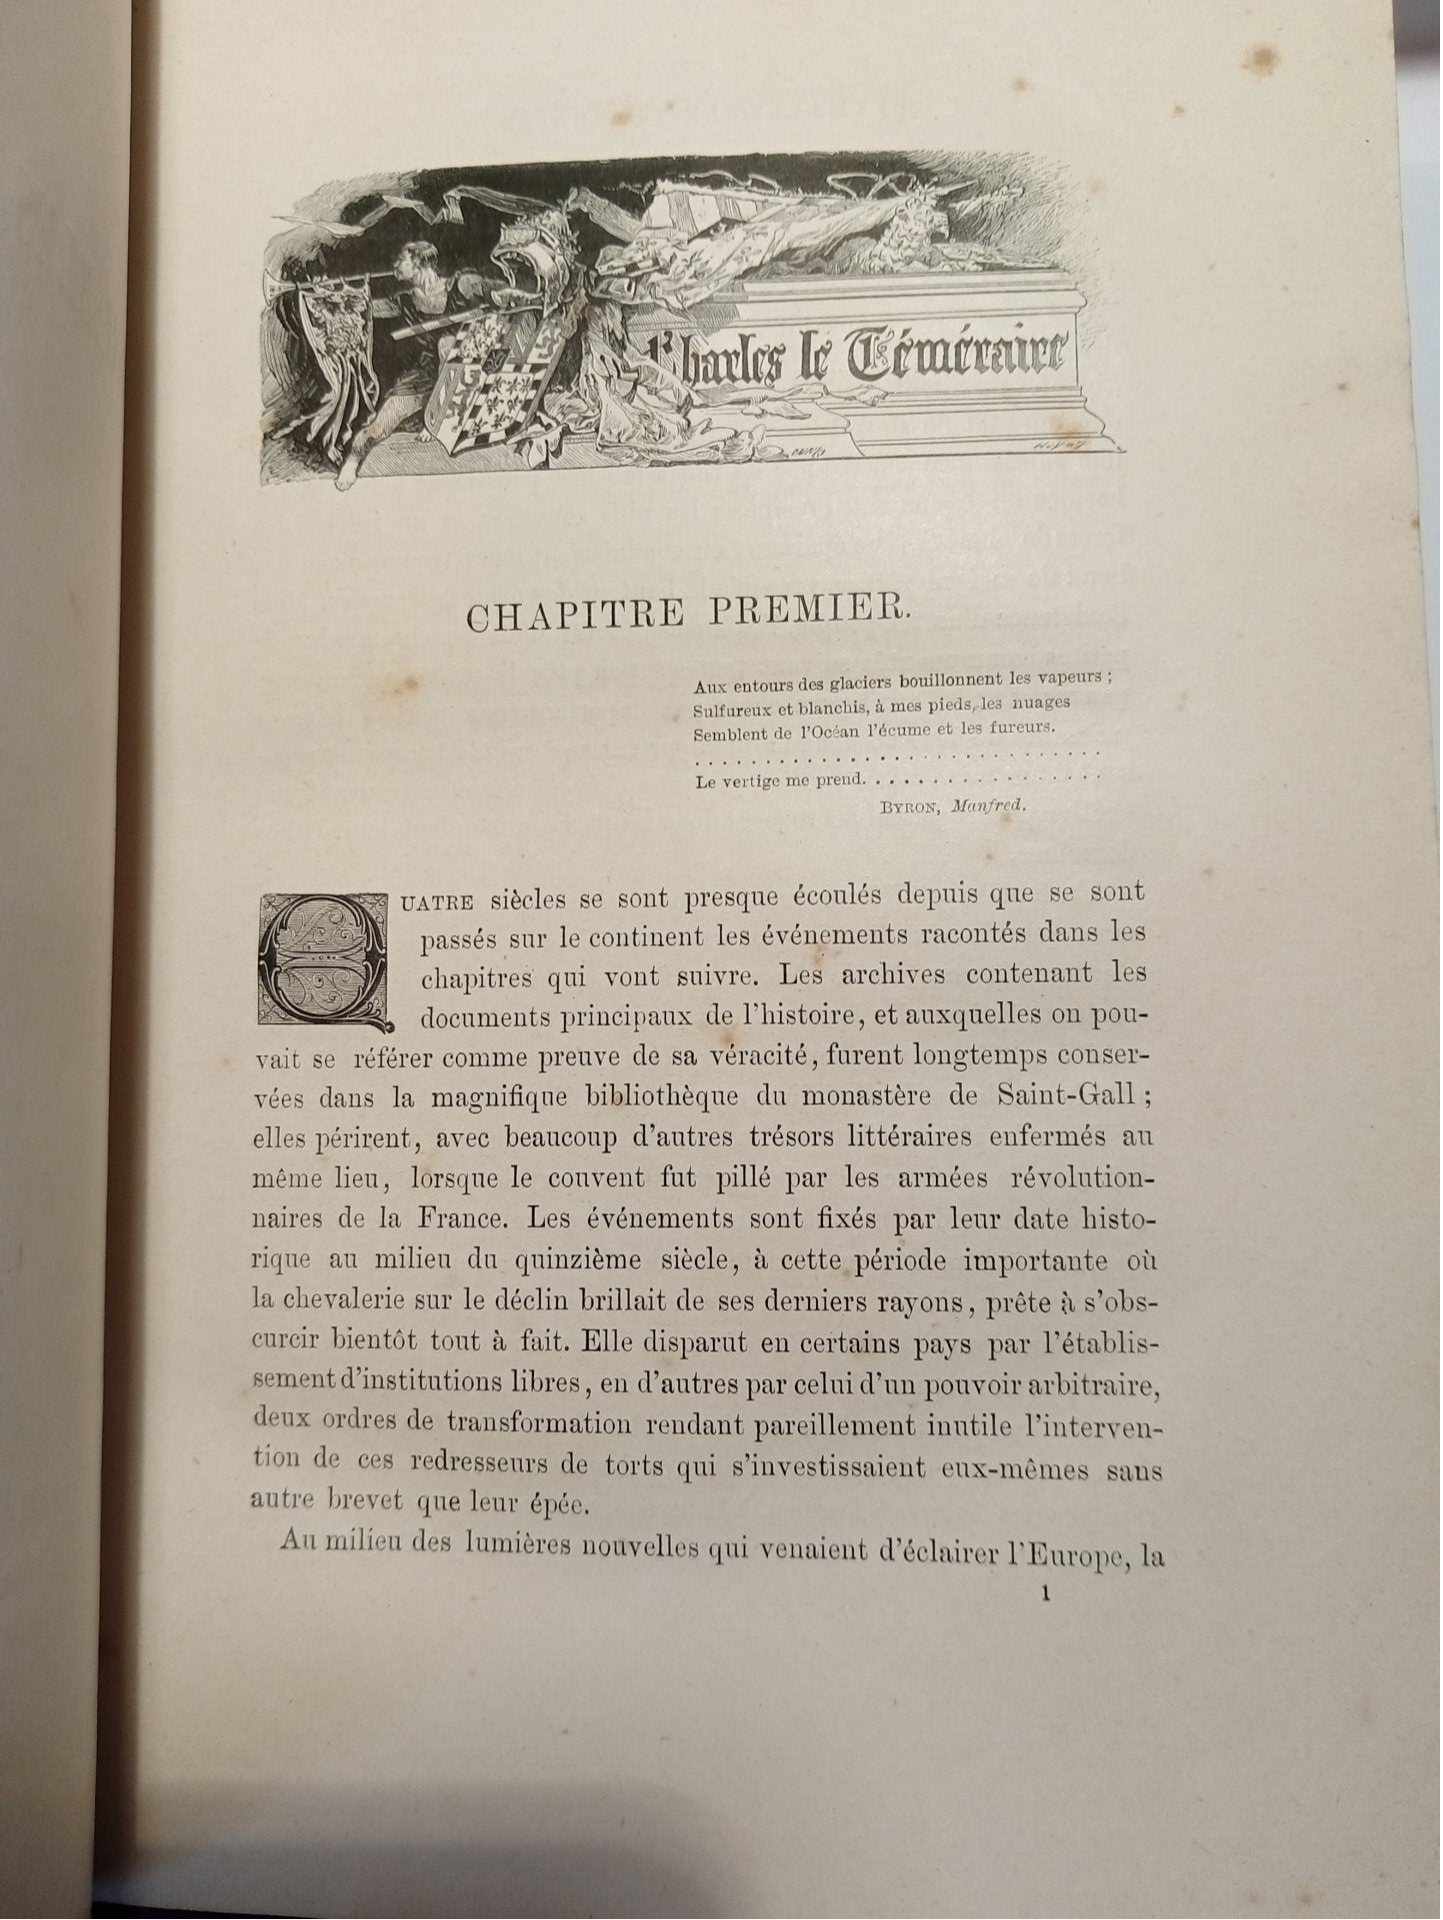 Charles le Téméraire
CHAPITRE PREMIER.
Aux entours des glaciers bouillonnent les vapeurs ;
Sulfureux et blanchis, à mes pieds, les nuages
Semblent de l'Océan l'écume et les fureurs.
. . . . . . . . . . . . . . . . . . . . . . . . . . . . .
Le vertige me prend. . . . . . . . . . . . . . . . . .
BYRON, Manfred.
QUATRE siècles se sont presque écoulés depuis que se sont
passés sur le continent les événements racontés dans les
chapitres qui vont suivre. Les archives contenant les
documents principaux de l'histoire, et auxquelles on pou-
vait se référer comme preuve de sa véracité, furent longtemps conser-
vées dans la magnifique bibliothèque du monastère de Saint-Gall ;
elles périrent, avec beaucoup d'autres trésors littéraires enfermés au
même lieu, lorsque le couvent fut pillé par les armées révolution-
naires de la France. Les événements sont fixés par leur date histo-
rique au milieu du quinzième siècle, à cette période importante où
la chevalerie sur le déclin brillait de ses derniers rayons, prête à s'obs-
curcir bientôt tout à fait. Elle disparut en certains pays par l'établis-
sement d'institutions libres, en d'autres par celui d'un pouvoir arbitraire,
deux ordres de transformation rendant pareillement inutile l'interven-
tion de ces redresseurs de torts qui s'investissaient eux-mêmes sans
autre brevet que leur épée.
Au milieu des lumières nouvelles qui venaient d'éclairer l'Europe, la
1